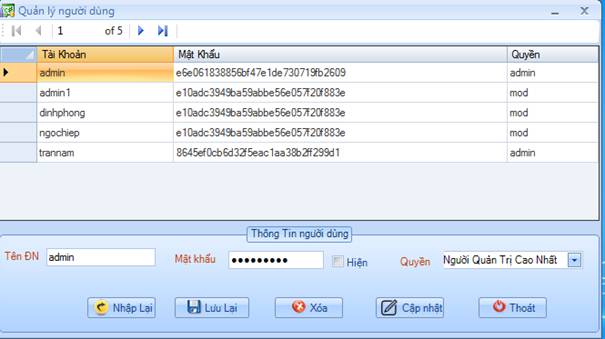 Quản lý người dùng
1 of 5
Tài Khoản Mật Khẩu Quyền
admin e6e061838856bf47e1de730719fb2609 admin
admin1 e10adc3949ba59abbe56e057f20f883e mod
dinhphong e10adc3949ba59abbe56e057f20f883e mod
ngochiep e10adc3949ba59abbe56e057f20f883e mod
trannam 8645ef0cb6d32f5eac1aa38b2ff299d1 admin
Thông Tin người dùng
Tên ĐN admin Mật khẩu ●●●●●●●●● Hiện Quyền Người Quản Trị Cao Nhất
Nhập Lại Lưu Lại Xóa Cập nhật Thoát